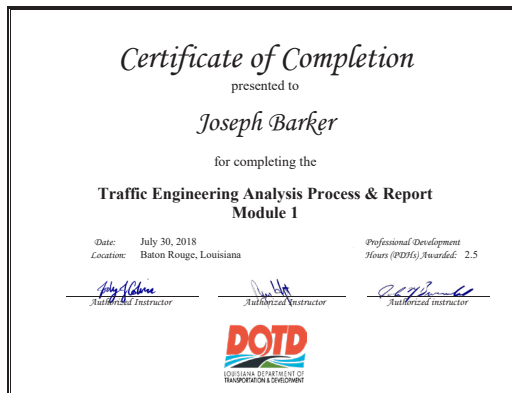 Certificate of Completion
presented to
Joseph Barker
for completing the
Traffic Engineering Analysis Process & Report
Module 1
Date: July 30, 2018
Location: Baton Rouge, Louisiana
Professional Development
Hours (PDHs) Awarded: 2.5
Authorized Instructor
Authorized Instructor
Authorized instructor
DOTD
LOUISIANA DEPARTMENT OF
TRANSPORTATION & DEVELOPMENT